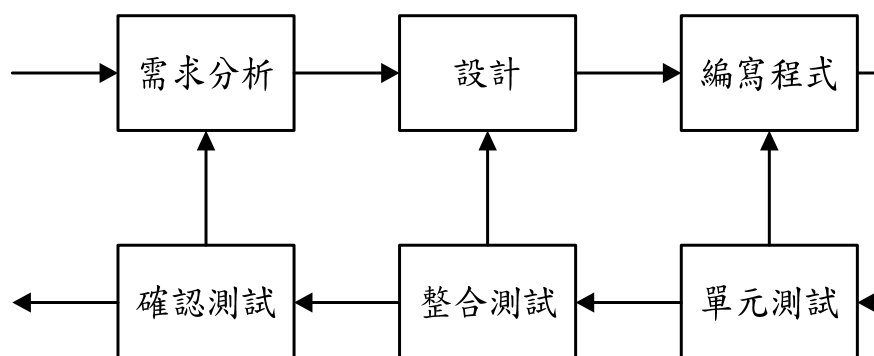 需求分析
設計
編寫程式
確認測試
整合測試
單元測試